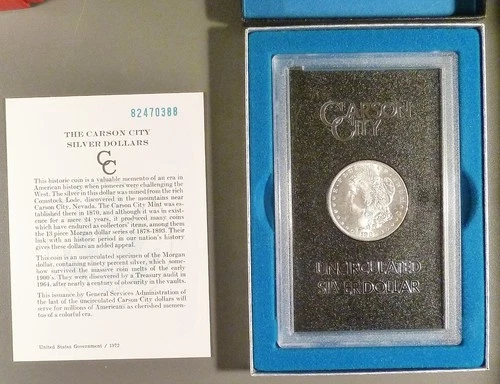 82470388
THE CARSON CITY
SILVER DOLLARS
CC
This historic coin is a valuable memento of an era in
American history when pioneers were challenging the
West. The silver in this dollar was mined from the rich
Comstock Lode, discovered in the mountains near
Carson City, Nevada. The Carson City Mint was es-
tablished there in 1870, and although it was in exist-
ence for a mere 24 years, it produced many coins
which have endured as collectors' items, among them
the 13 piece Morgan dollar series of 1878-1893. Their
link with an historic period in our nation's history
gives these dollars an added appeal.
This coin is an uncirculated specimen of the Morgan
dollar, containing ninety percent silver, which some-
how survived the massive coin melts of the early
1900's. They were discovered by a Treasury audit in
1964, after nearly a century of obscurity in the vaults.
This issuance by General Services Administration of
the last of the uncirculated Carson City dollars will
serve for millions of Americans as cherished memen-
tos of a colorful era.
United States Government / 1972
CARSON
CITY
UNCIRCULATED
SILVER DOLLAR